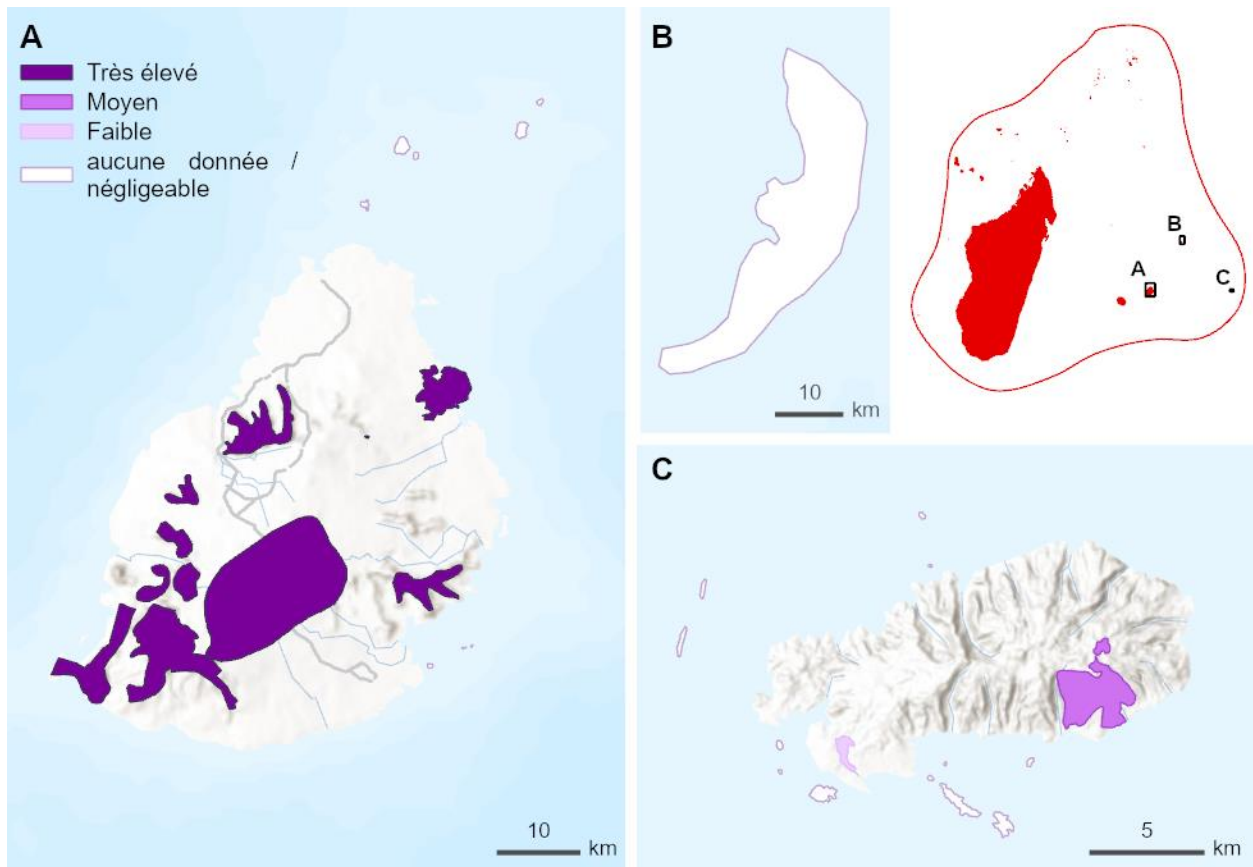 A
Très élevé
Moyen
Faible
aucune donnée /
négligeable
10
km
B
10
km
A
B
C
C
5
km